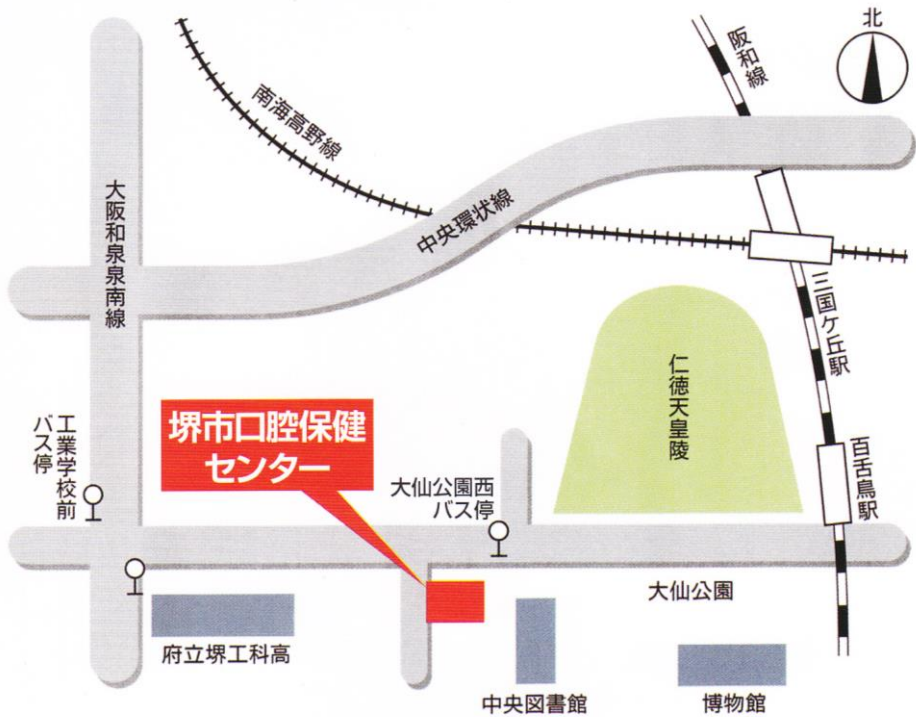 北
阪和線
南海高野線
中央環状線
大阪和泉泉南線
三国ケ丘駅
仁徳天皇陵
堺市口腔保健
センター
工業学校前
バス停
大仙公園西
バス停
百舌鳥駅
大仙公園
府立堺工科高
中央図書館
博物館